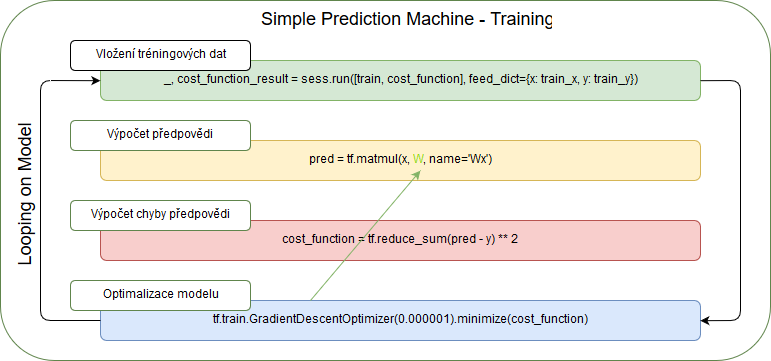 Simple Prediction Machine - Training
Vložení tréningových dat
_, cost_function_result = sess.run([train, cost_function], feed_dict={x: train_x, y: train_y})
Výpočet předpovědi
pred = tf.matmul(x, W, name='Wx')
Výpočet chyby předpovědi
cost_function = tf.reduce_sum(pred - y) ** 2
Optimalizace modelu
tf.train.GradientDescentOptimizer(0.000001).minimize(cost_function)
Looping on Model